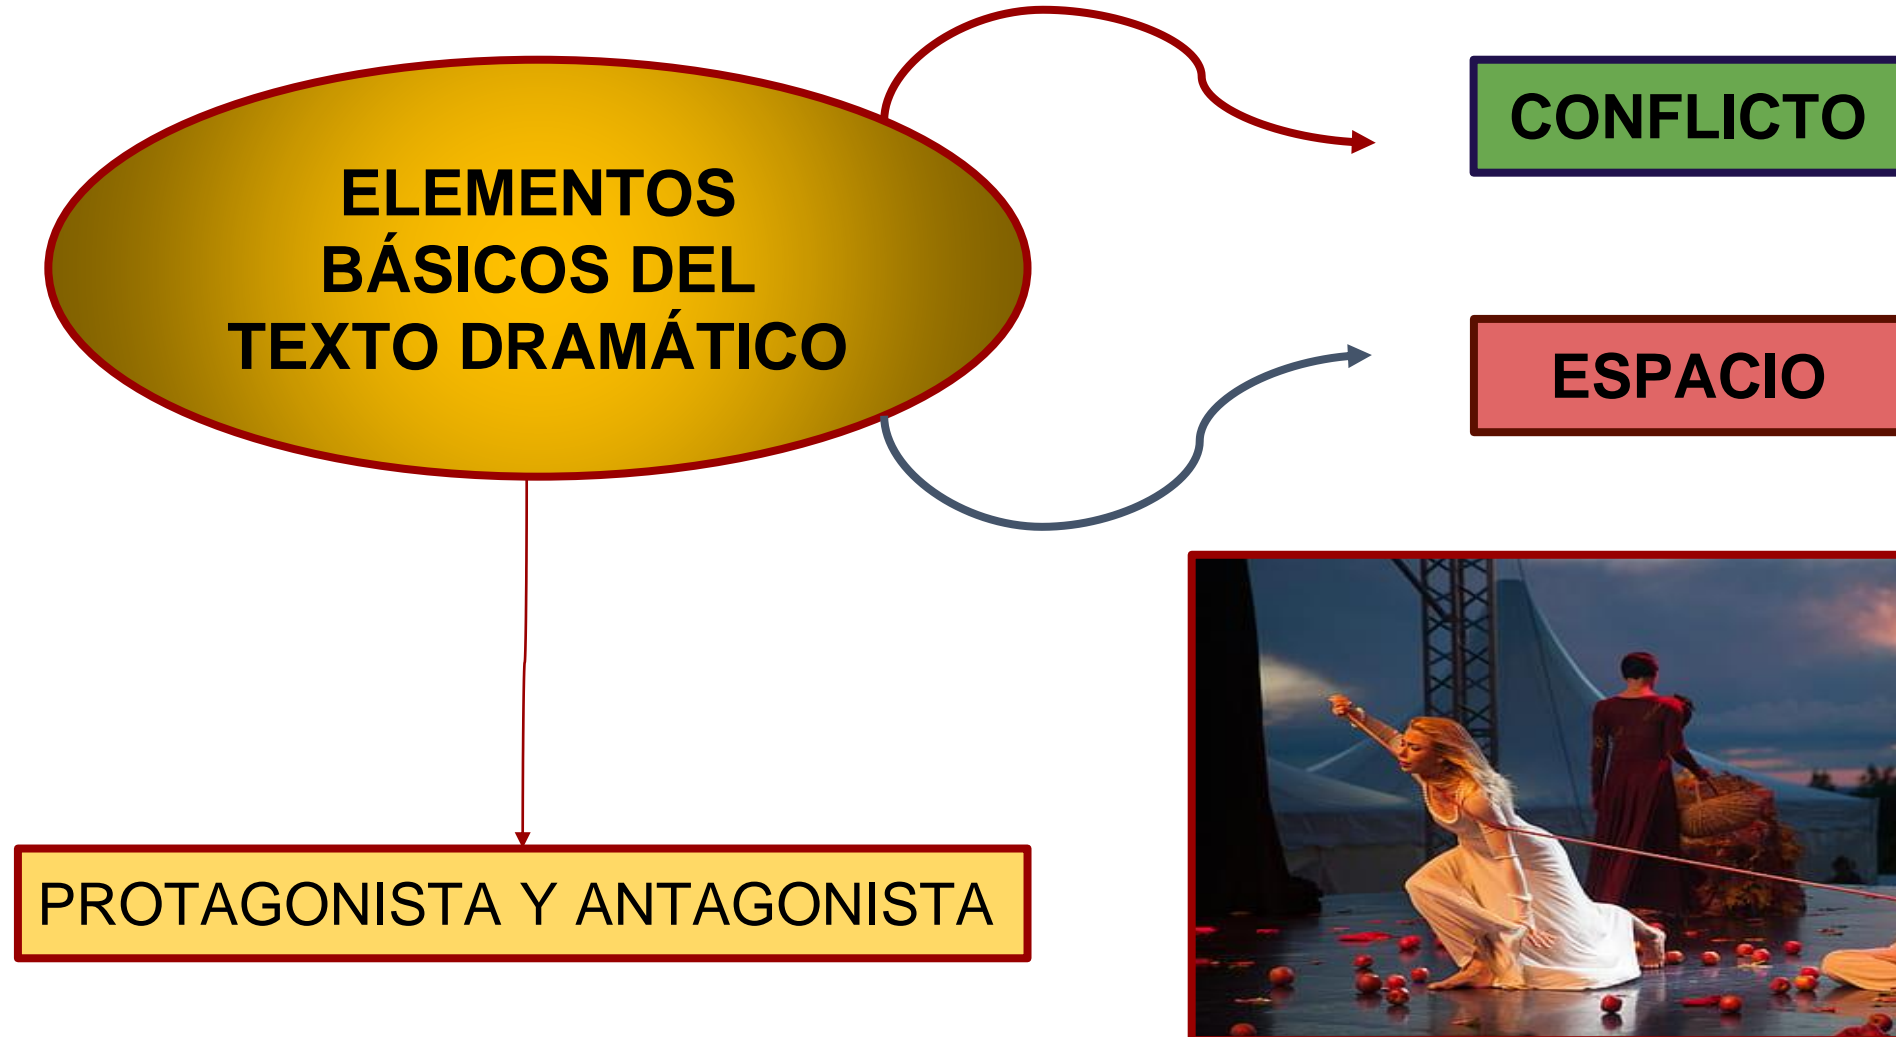 ELEMENTOS
BÁSICOS DEL
TEXTO DRAMÁTICO
CONFLICTO
ESPACIO
PROTAGONISTA Y ANTAGONISTA